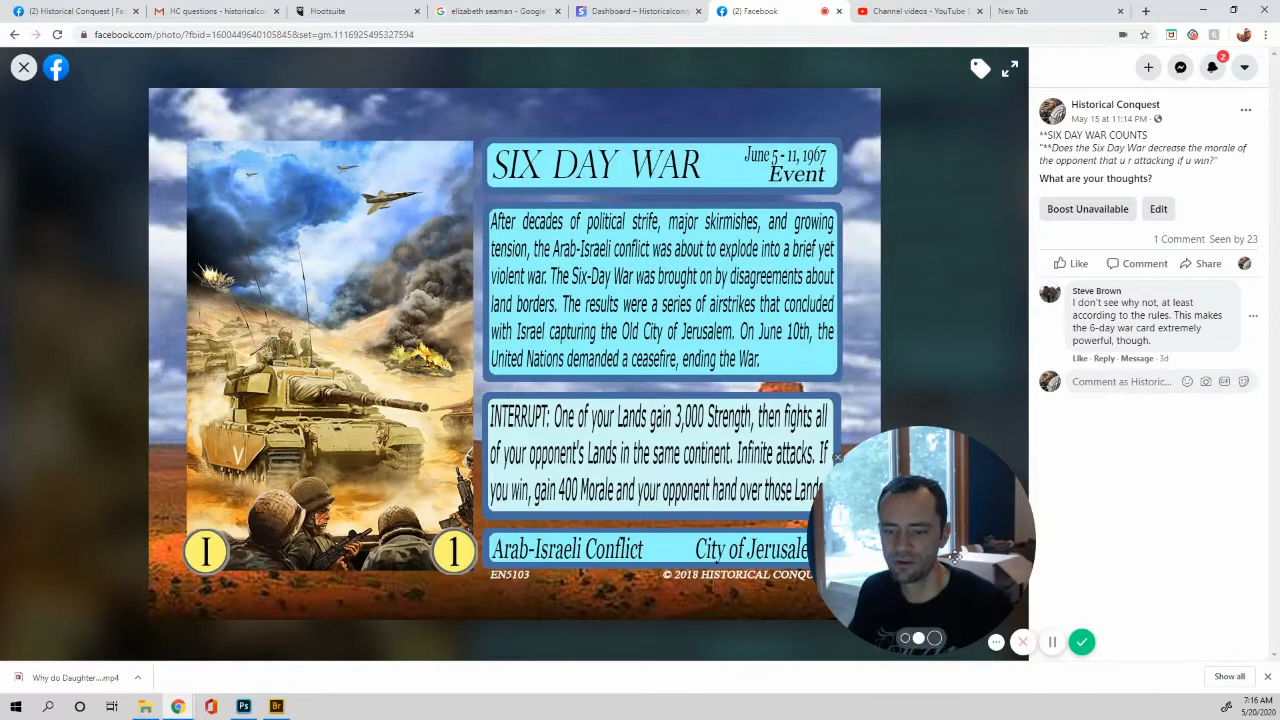 (2) Historical Conquest | Fa
HC questions - historicalco
Hootsuite
elizabeth seaman - Google
Dashboard – Historicalconq
(2) Facebook
Channel videos - YouTube S
New Tab
facebook.com/photo/?fbid=1600449640105845&set=gm.1116925495327594
2
SIX DAY WAR
June 5 - 11, 1967
Event
After decades of political strife, major skirmishes, and growing
tension, the Arab-Israeli conflict was about to explode into a brief yet
violent war. The Six-Day War was brought on by disagreements about
land borders. The results were a series of airstrikes that concluded
with Israel capturing the Old City of Jerusalem. On June 10th, the
United Nations demanded a ceasefire, ending the War.
INTERRUPT: One of your Lands gain 3,000 Strength, then fights all
of your opponent's Lands in the same continent. Infinite attacks. If
you win, gain 400 Morale and your opponent hand over those Land
Arab-Israeli Conflict
City of Jerusale
I
1
EN5103
© 2018 HISTORICAL CONQU
V
Historical Conquest
May 15 at 11:14 PM ·
**SIX DAY WAR COUNTS
"**Does the Six Day War decrease the morale of
the opponent that u r attacking if u win?"
What are your thoughts?
Boost Unavailable
Edit
1 Comment Seen by 23
Like
Comment
Share
Steve Brown
I don't see why not, at least
according to the rules. This makes
the 6-day war card extremely
powerful, though.
Like · Reply · Message · 3d
Comment as Historic...
Why do Daughter....mp4
Show all
Ps
Br
7:16 AM
5/20/2020